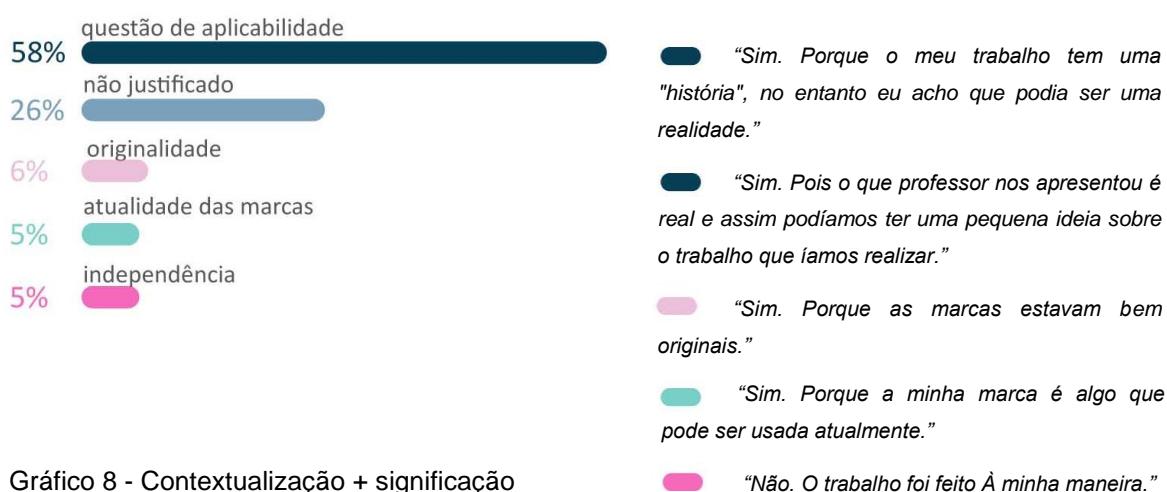 questão de aplicabilidade
58%
não justificado
26%
originalidade
6%
atualidade das marcas
5%
independência
5%
Gráfico 8 - Contextualização + significação
“Sim. Porque o meu trabalho tem uma
"história", no entanto eu acho que podia ser uma
realidade.”
“Sim. Pois o que professor nos apresentou é
real e assim podíamos ter uma pequena ideia sobre
o trabalho que íamos realizar.”
“Sim. Porque as marcas estavam bem
originais.”
“Sim. Porque a minha marca é algo que
pode ser usada atualmente.”
“Não. O trabalho foi feito À minha maneira.”